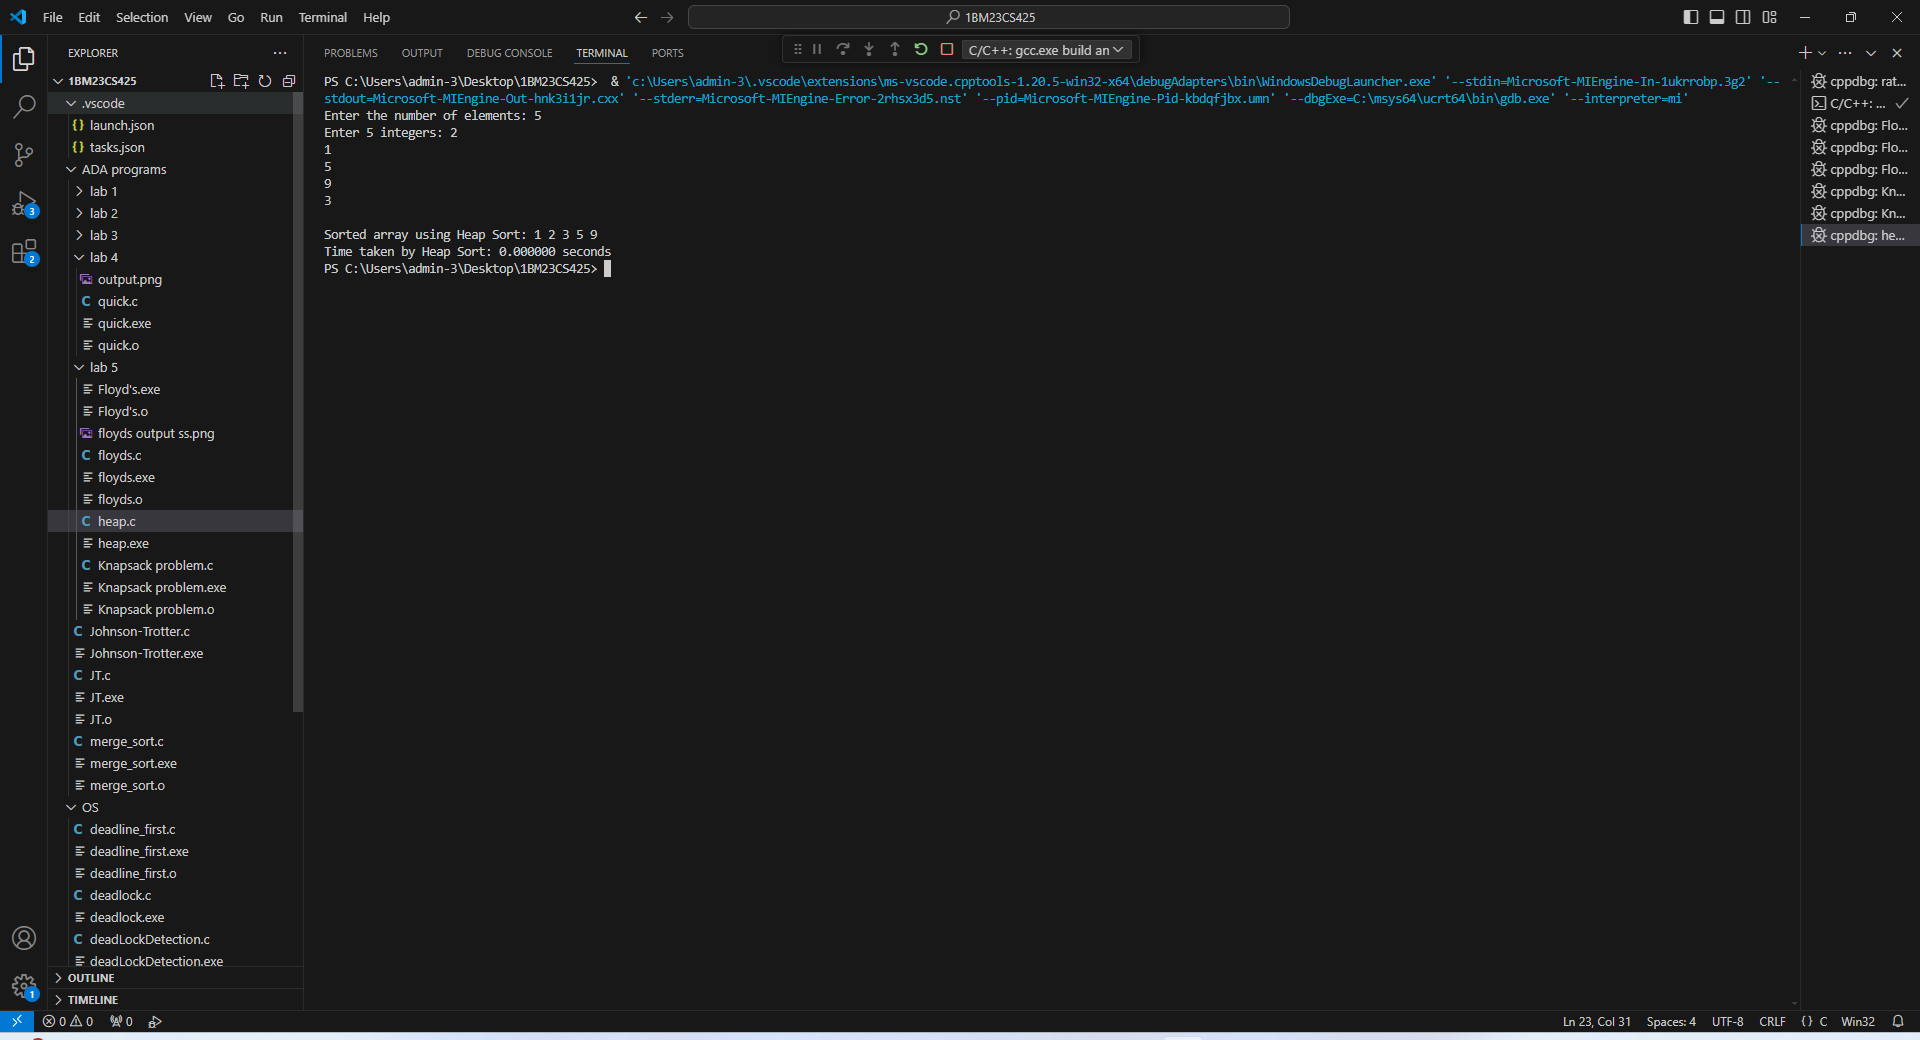 File Edit Selection View Go Run Terminal Help
1BM23CS425
EXPLORER
1BM23CS425
.vscode
launch.json
tasks.json
ADA programs
lab 1
lab 2
lab 3
lab 4
output.png
quick.c
quick.exe
quick.o
lab 5
Floyd's.exe
Floyd's.o
floyds output ss.png
floyds.c
floyds.exe
floyds.o
heap.c
heap.exe
Knapsack problem.c
Knapsack problem.exe
Knapsack problem.o
Johnson-Trotter.c
Johnson-Trotter.exe
JT.c
JT.exe
JT.o
merge_sort.c
merge_sort.exe
merge_sort.o
OS
deadline_first.c
deadline_first.exe
deadline_first.o
deadlock.c
deadlock.exe
deadLockDetection.c
deadLockDetection.exe
OUTLINE
TIMELINE
3
2
1
PROBLEMS OUTPUT DEBUG CONSOLE TERMINAL PORTS
C/C++: gcc.exe build an
PS C:\Users\admin-3\Desktop\1BM23CS425>  & 'c:\Users\admin-3\.vscode\extensions\ms-vscode.cpptools-1.20.5-win32-x64\debugAdapters\bin\WindowsDebugLauncher.exe' '--stdin=Microsoft-MIEngine-In-1ukrrobp.3g2' '--
stdout=Microsoft-MIEngine-Out-hnk3i1jr.cxx' '--stderr=Microsoft-MIEngine-Error-2rhsx3d5.nst' '--pid=Microsoft-MIEngine-Pid-kbdqfjbx.umn' '--dbgExe=C:\msys64\ucrt64\bin\gdb.exe' '--interpreter=mi'
Enter the number of elements: 5
Enter 5 integers: 2
1
5
9
3
Sorted array using Heap Sort: 1 2 3 5 9
Time taken by Heap Sort: 0.000000 seconds
PS C:\Users\admin-3\Desktop\1BM23CS425>
cppdbg: rat...
C/C++: ...
cppdbg: Flo...
cppdbg: Flo...
cppdbg: Flo...
cppdbg: Kn...
cppdbg: Kn...
cppdbg: he...
0 0 0
Ln 23, Col 31 Spaces: 4 UTF-8 CRLF {} C Win32